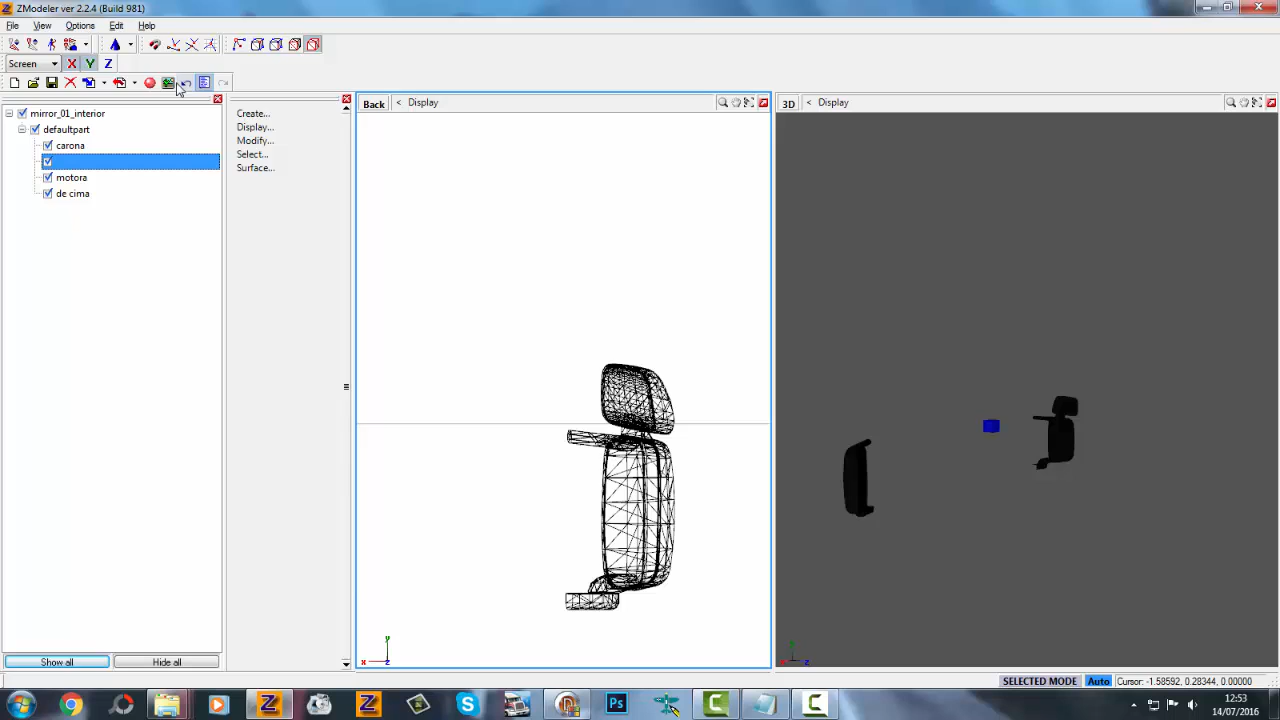 ZModeler ver 2.2.4 (Build 981)
File View Options Edit Help
Screen X Y Z
mirror_01_interior
defaultpart
carona
motora
de cima
Show all Hide all
Create...
Display...
Modify...
Select...
Surface...
Back < Display
y
x z
3D < Display
y
x z
SELECTED MODE Auto Cursor: -1.58592, 0.28344, 0.00000
Ps
12:53
14/07/2016